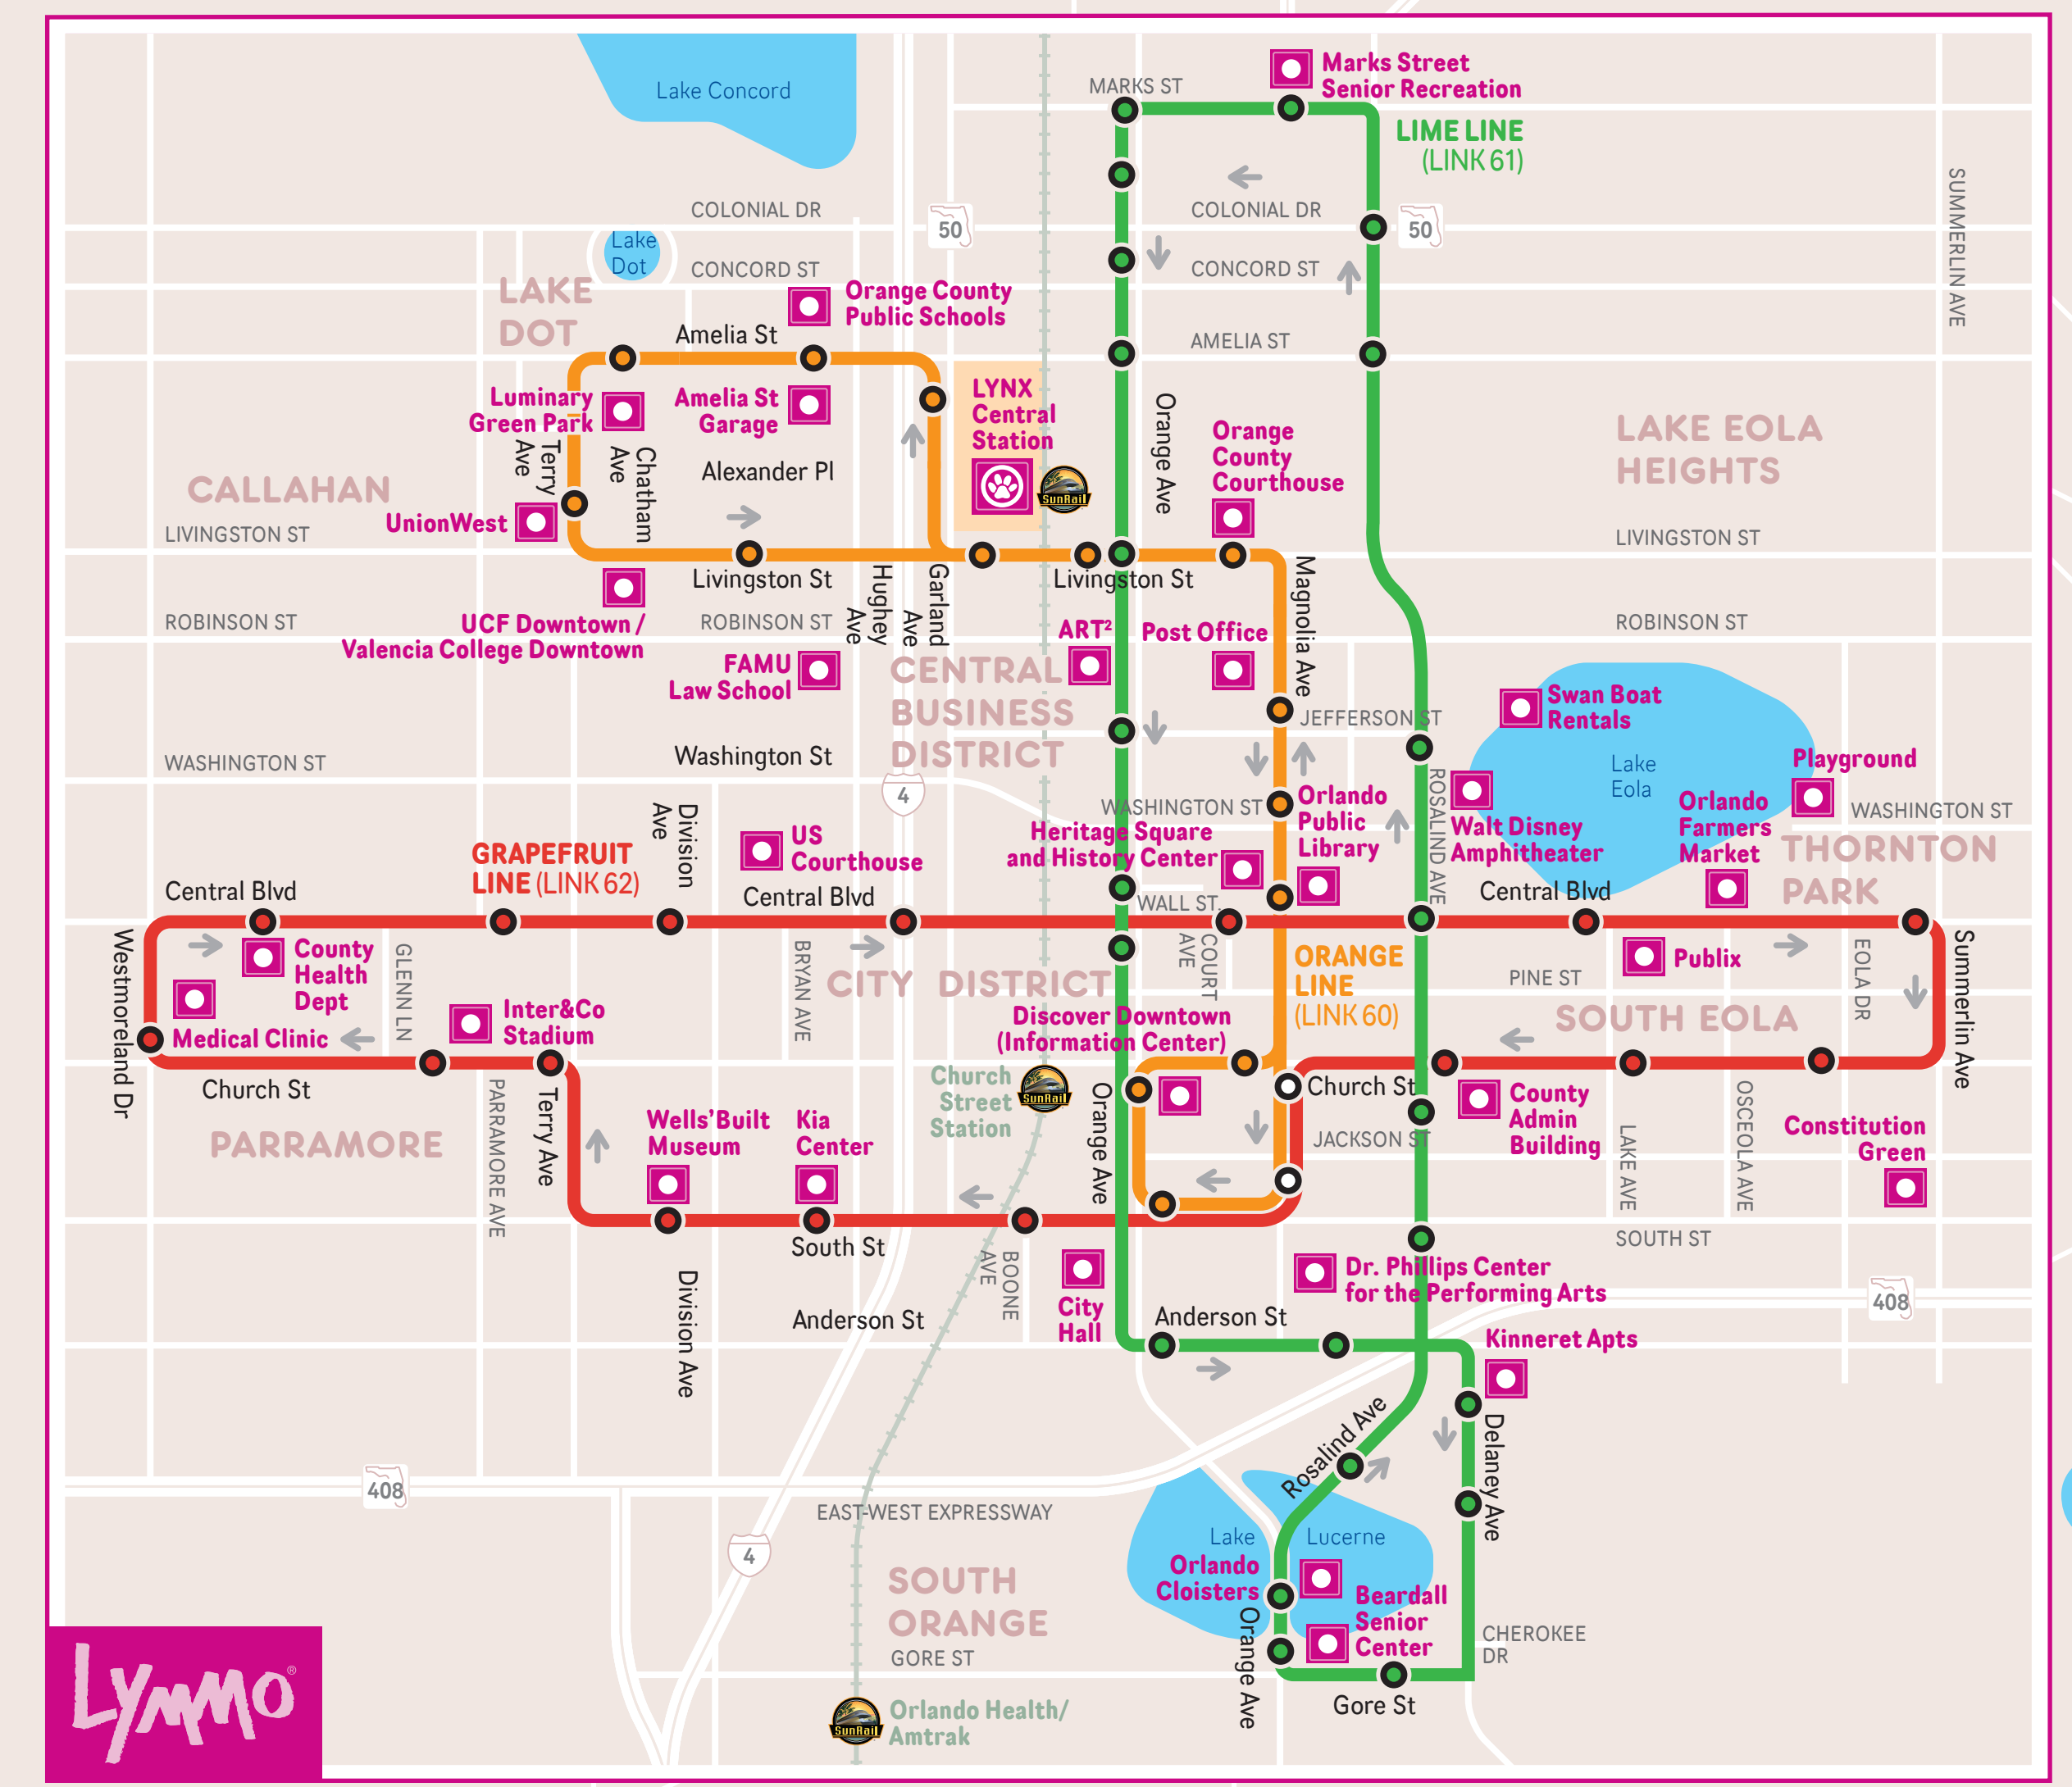 Marks Street
Senior Recreation
MARKS ST
Lake Concord
LIME LINE
(LINK 61)
COLONIAL DR
50
COLONIAL DR
50
SUMMERLIN AVE
Lake
Dot
CONCORD ST
CONCORD ST
LAKE
DOT
Orange County
Public Schools
Amelia St
AMELIA ST
Luminary
Green Park
Amelia St
Garage
LYNX
Central
Station
SunRail
Orange Ave
Orange
County
Courthouse
LAKE EOLA
HEIGHTS
Terry
Ave
Chatham
Ave
Alexander Pl
CALLAHAN
UnionWest
LIVINGSTON ST
LIVINGSTON ST
Livingston St
Livingston St
Hughey
Ave
Garland
Ave
Magnolia Ave
UCF Downtown /
Valencia College Downtown
ROBINSON ST
ROBINSON ST
ROBINSON ST
ART²
Post Office
FAMU
Law School
CENTRAL
BUSINESS
DISTRICT
JEFFERSON ST
Swan Boat
Rentals
Lake
Eola
Playground
WASHINGTON ST
Washington St
4
WASHINGTON ST
WASHINGTON ST
Orlando
Public
Library
ROSALIND AVE
Walt Disney
Amphitheater
Orlando
Farmers
Market
THORNTON
PARK
Division
Ave
US
Courthouse
Heritage Square
and History Center
GRAPEFRUIT
LINE (LINK 62)
Central Blvd
Central Blvd
WALL ST.
Central Blvd
Westmoreland Dr
County
Health
Dept
GLENN LN
BRYAN AVE
COURT
AVE
ORANGE
LINE
(LINK 60)
Publix
PINE ST
EOLA DR
Summerlin Ave
CITY DISTRICT
Medical Clinic
Inter&Co
Stadium
Discover Downtown
(Information Center)
SOUTH EOLA
Church St
PARRAMORE AVE
Terry Ave
Church
Street
Station
SunRail
Orange Ave
Church St
JACKSON ST
County
Admin
Building
LAKE AVE
OSCEOLA AVE
Constitution
Green
PARRAMORE
Wells'Built
Museum
Kia
Center
South St
SOUTH ST
BOONE
AVE
Division Ave
City
Hall
Dr. Phillips Center
for the Performing Arts
Anderson St
Anderson St
408
Kinneret Apts
Rosalind Ave
Delaney Ave
408
EAST-WEST EXPRESSWAY
4
Lake
Lucerne
Orlando
Cloisters
Beardall
Senior
Center
SOUTH
ORANGE
Orange Ave
CHEROKEE
DR
GORE ST
Gore St
SunRail
Orlando Health/
Amtrak
LYMMO®